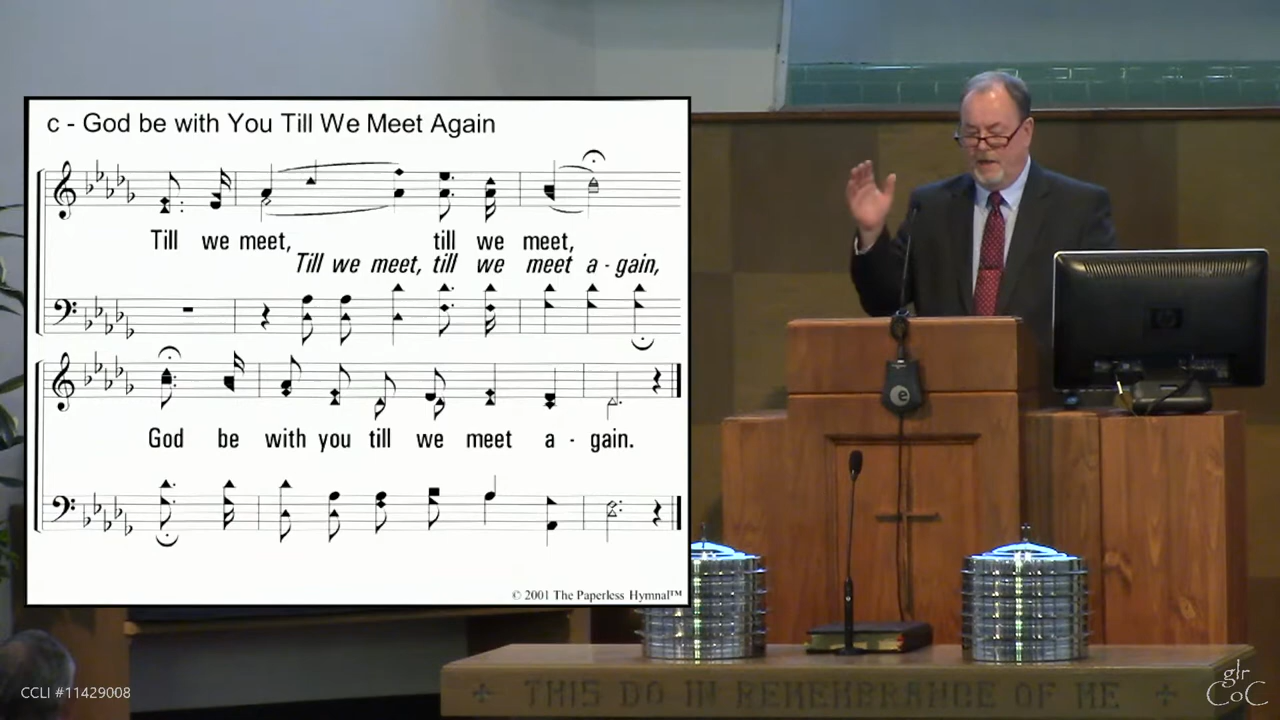 c - God be with You Till We Meet Again
Till we meet, till we meet,
Till we meet, till we meet a - gain,
God be with you till we meet a - gain.
© 2001 The Paperless Hymnal™
hp
e
THIS DO IN REMEMBRANCE OF ME
CCLI #11429008
glr
CoC